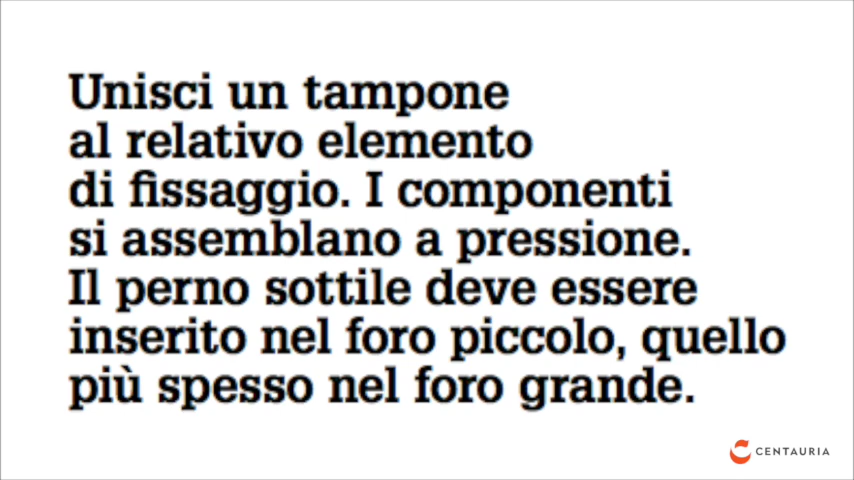 Unisci un tampone
al relativo elemento
di fissaggio. I componenti
si assemblano a pressione.
Il perno sottile deve essere
inserito nel foro piccolo, quello
più spesso nel foro grande.
CENTAURIA